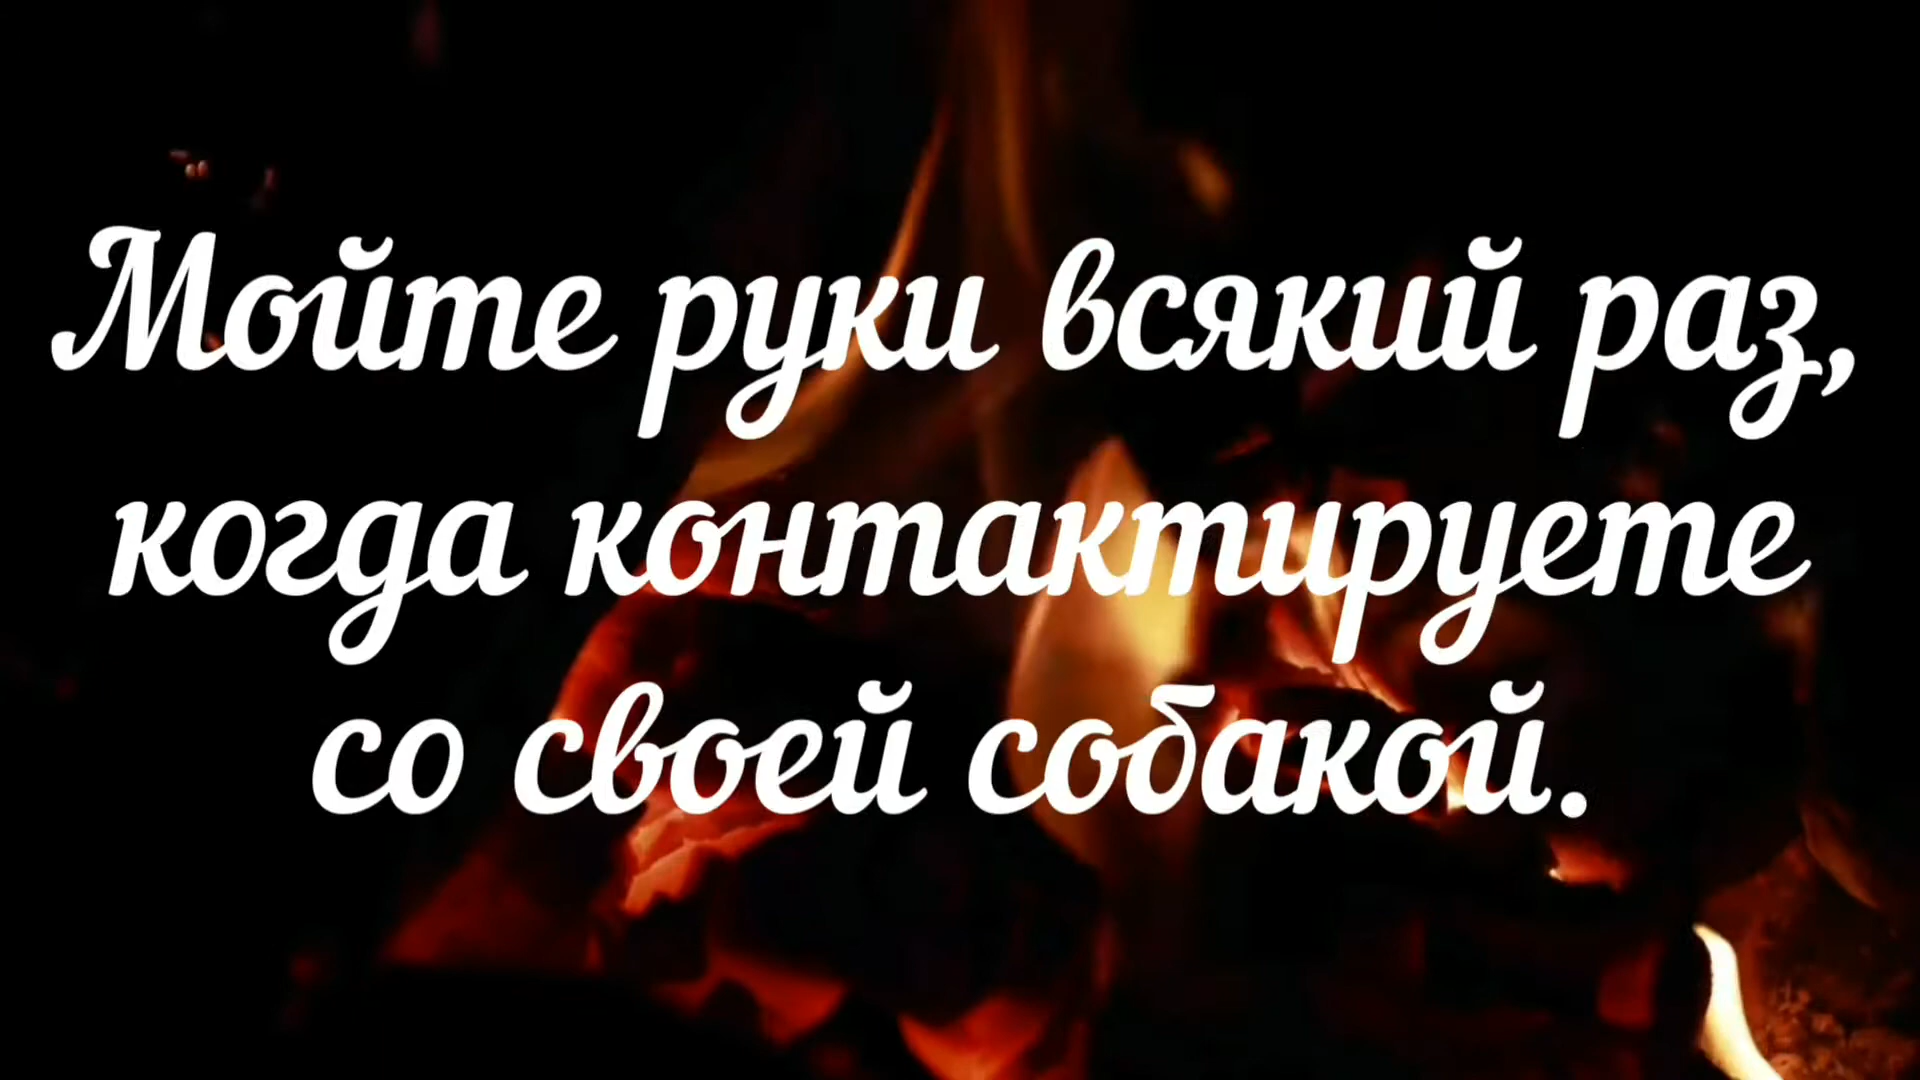 Мойте руки всякий раз,
когда контактируете
со своей собакой.